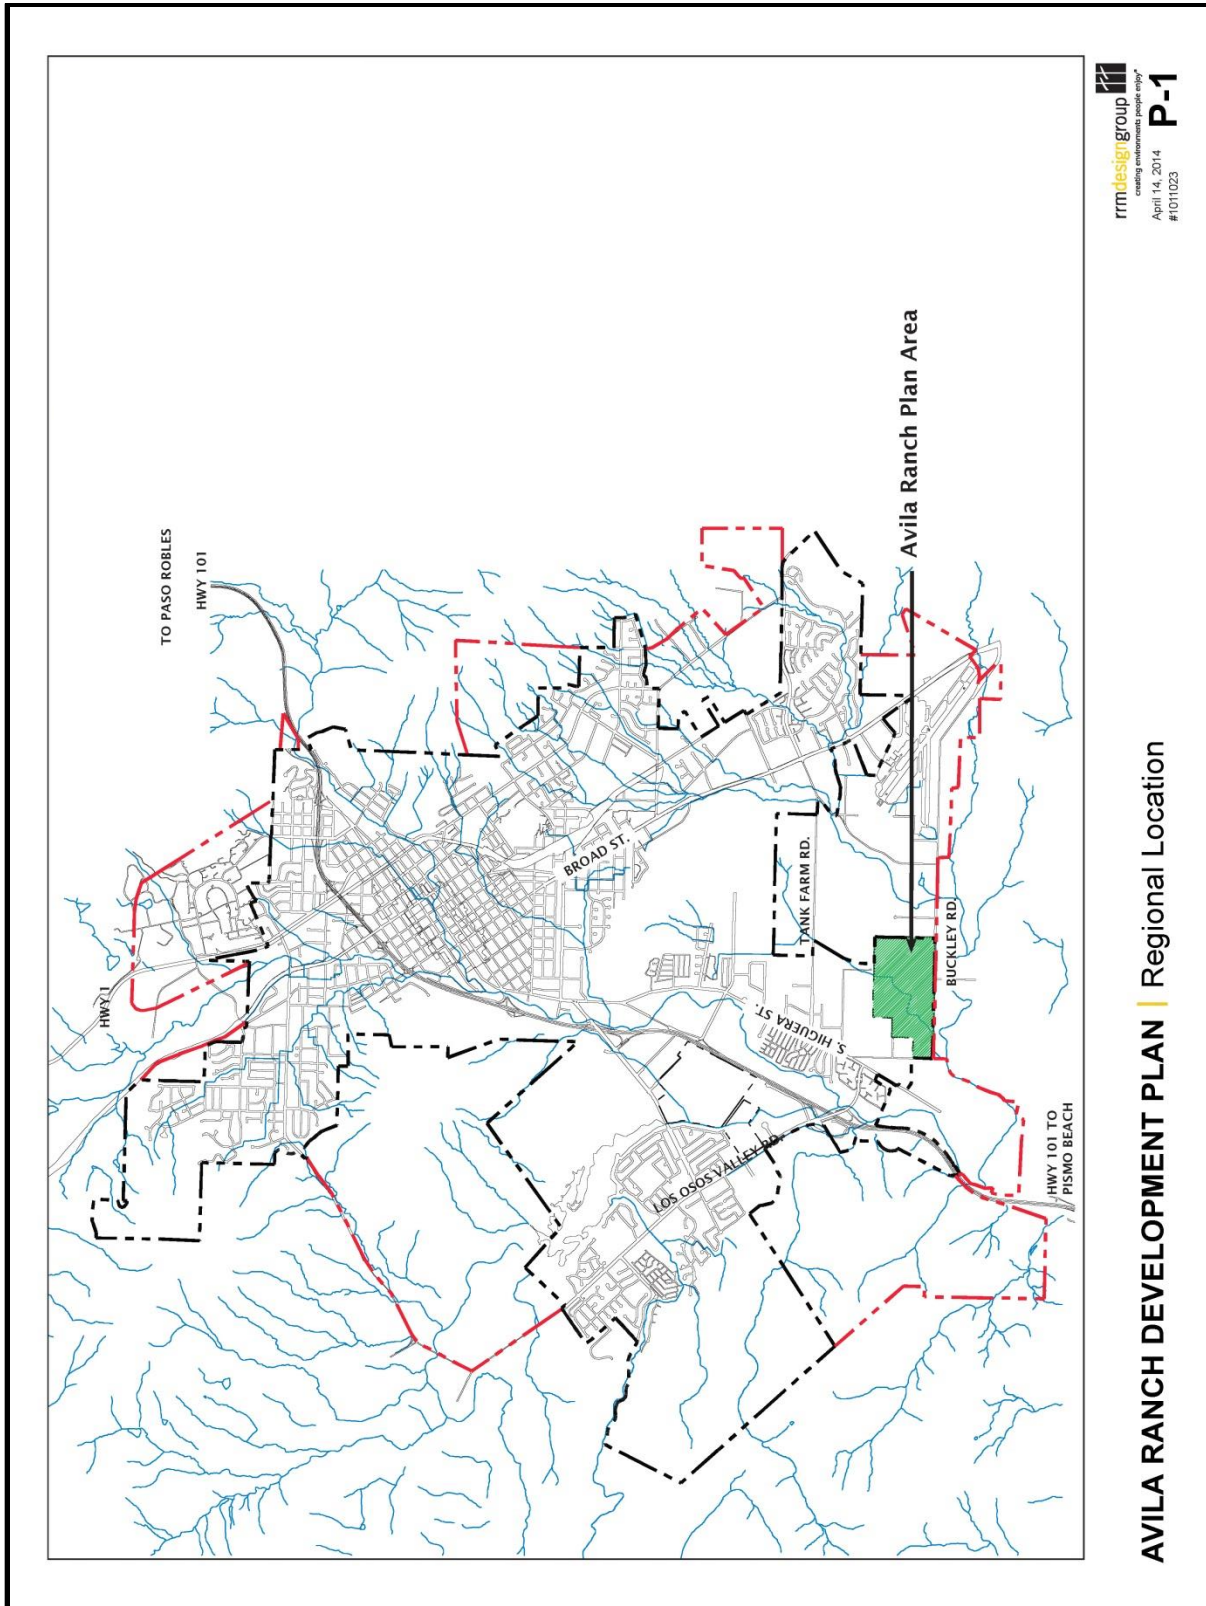 TO PASO ROBLES
HWY 101
HWY 1
BROAD ST.
TANK FARM RD.
Avila Ranch Plan Area
BUCKLEY RD.
S. HIGUERA ST.
LOS OSOS VALLEY RD.
HWY 101 TO
PISMO BEACH
AVILA RANCH DEVELOPMENT PLAN | Regional Location
rrmdesigngroup
creating environments people enjoy®
April 14, 2014
#1011023
P-1